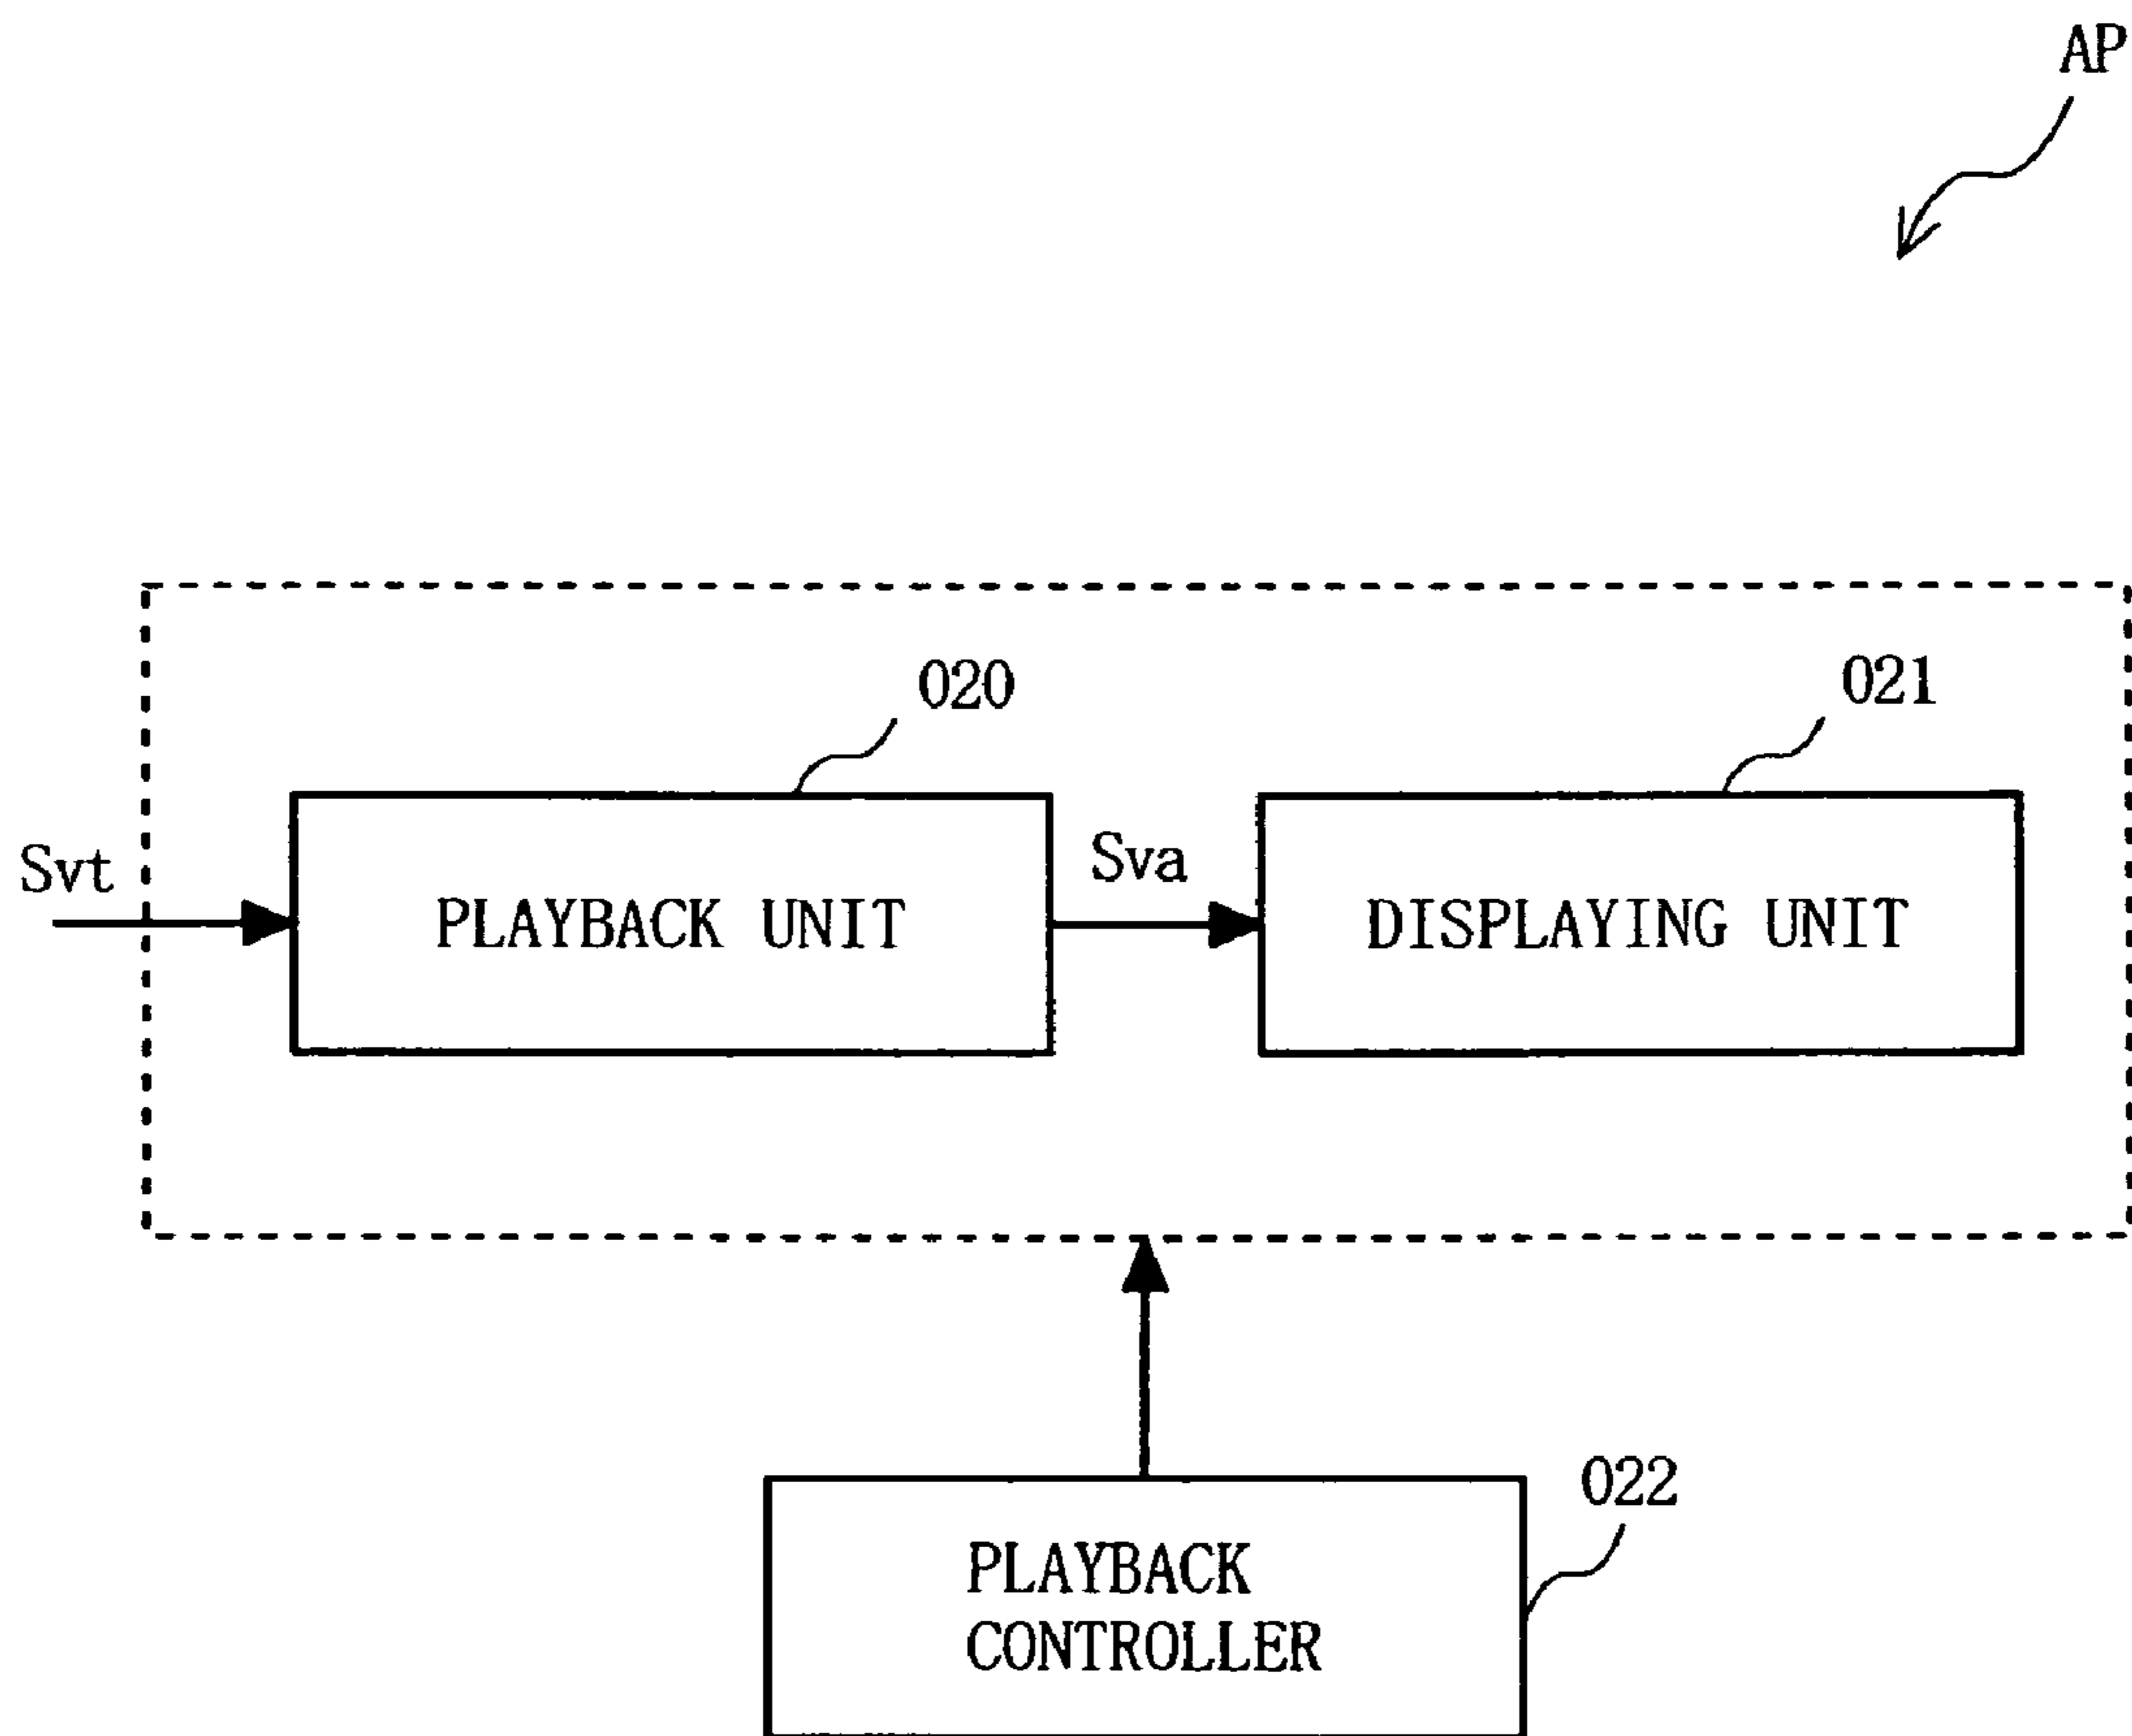 AP
020
021
Svt
Sva
PLAYBACK UNIT
DISPLAYING UNIT
022
PLAYBACK
CONTROLLER